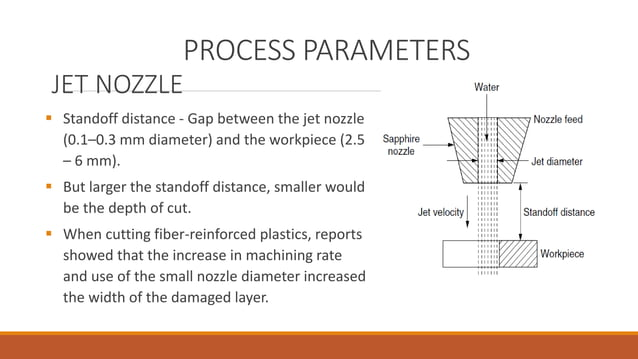 PROCESS PARAMETERS
JET NOZZLE
▪ Standoff distance - Gap between the jet nozzle
(0.1–0.3 mm diameter) and the workpiece (2.5
– 6 mm).
▪ But larger the standoff distance, smaller would
be the depth of cut.
▪ When cutting fiber-reinforced plastics, reports
showed that the increase in machining rate
and use of the small nozzle diameter increased
the width of the damaged layer.
Water
Nozzle feed
Sapphire
nozzle
Jet diameter
Jet velocity
Standoff distance
Workpiece